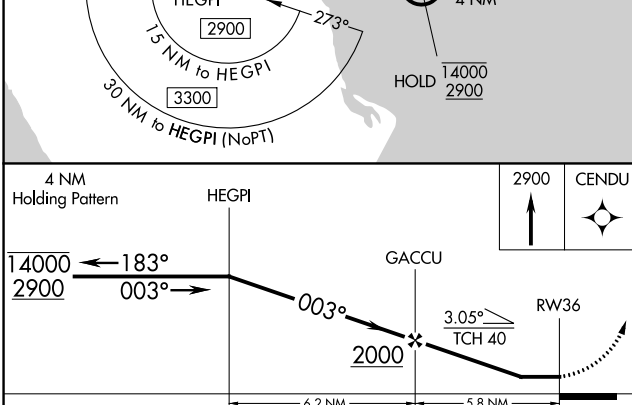 HEGPI
4 NM
2900
273°
15 NM to HEGPI
HOLD 14000
2900
3300
30 NM to HEGPI (NoPT)
4 NM
Holding Pattern
HEGPI
2900
CENDU
GACCU
14000
2900
183°
003°
003°
3.05°
TCH 40
RW36
2000
6.2 NM
5.8 NM